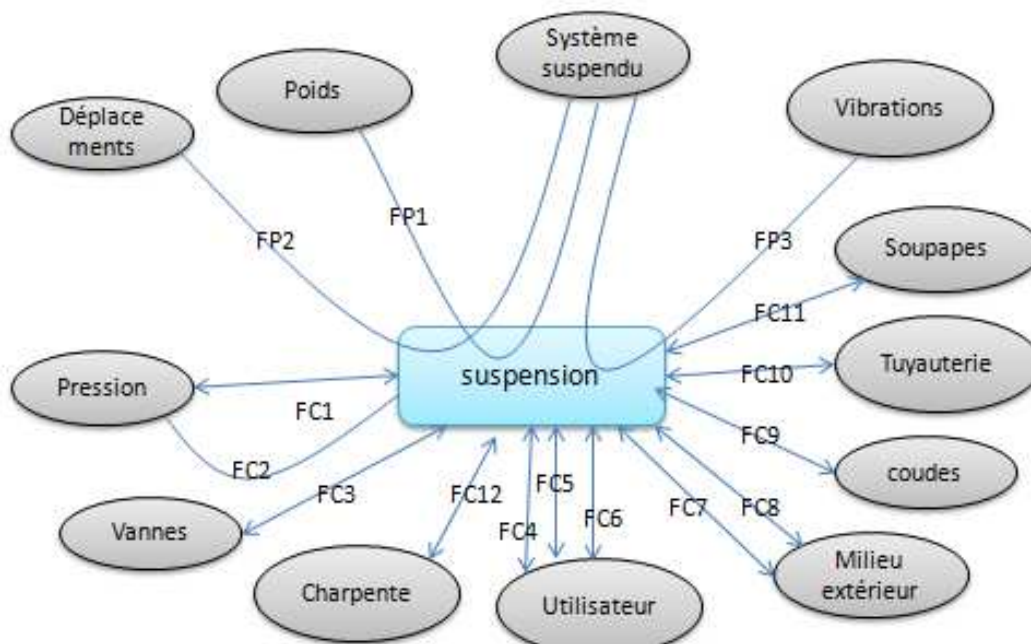 Système
suspendu
Poids
Vibrations
Déplace
ments
FP1
FP2
FP3
Soupapes
FC11
Tuyauterie
suspension
FC10
Pression
FC1
FC9
coudes
FC2
FC3
FC12
FC5
FC7
FC8
FC4
FC6
Vannes
Milieu
extérieur
Charpente
Utilisateur